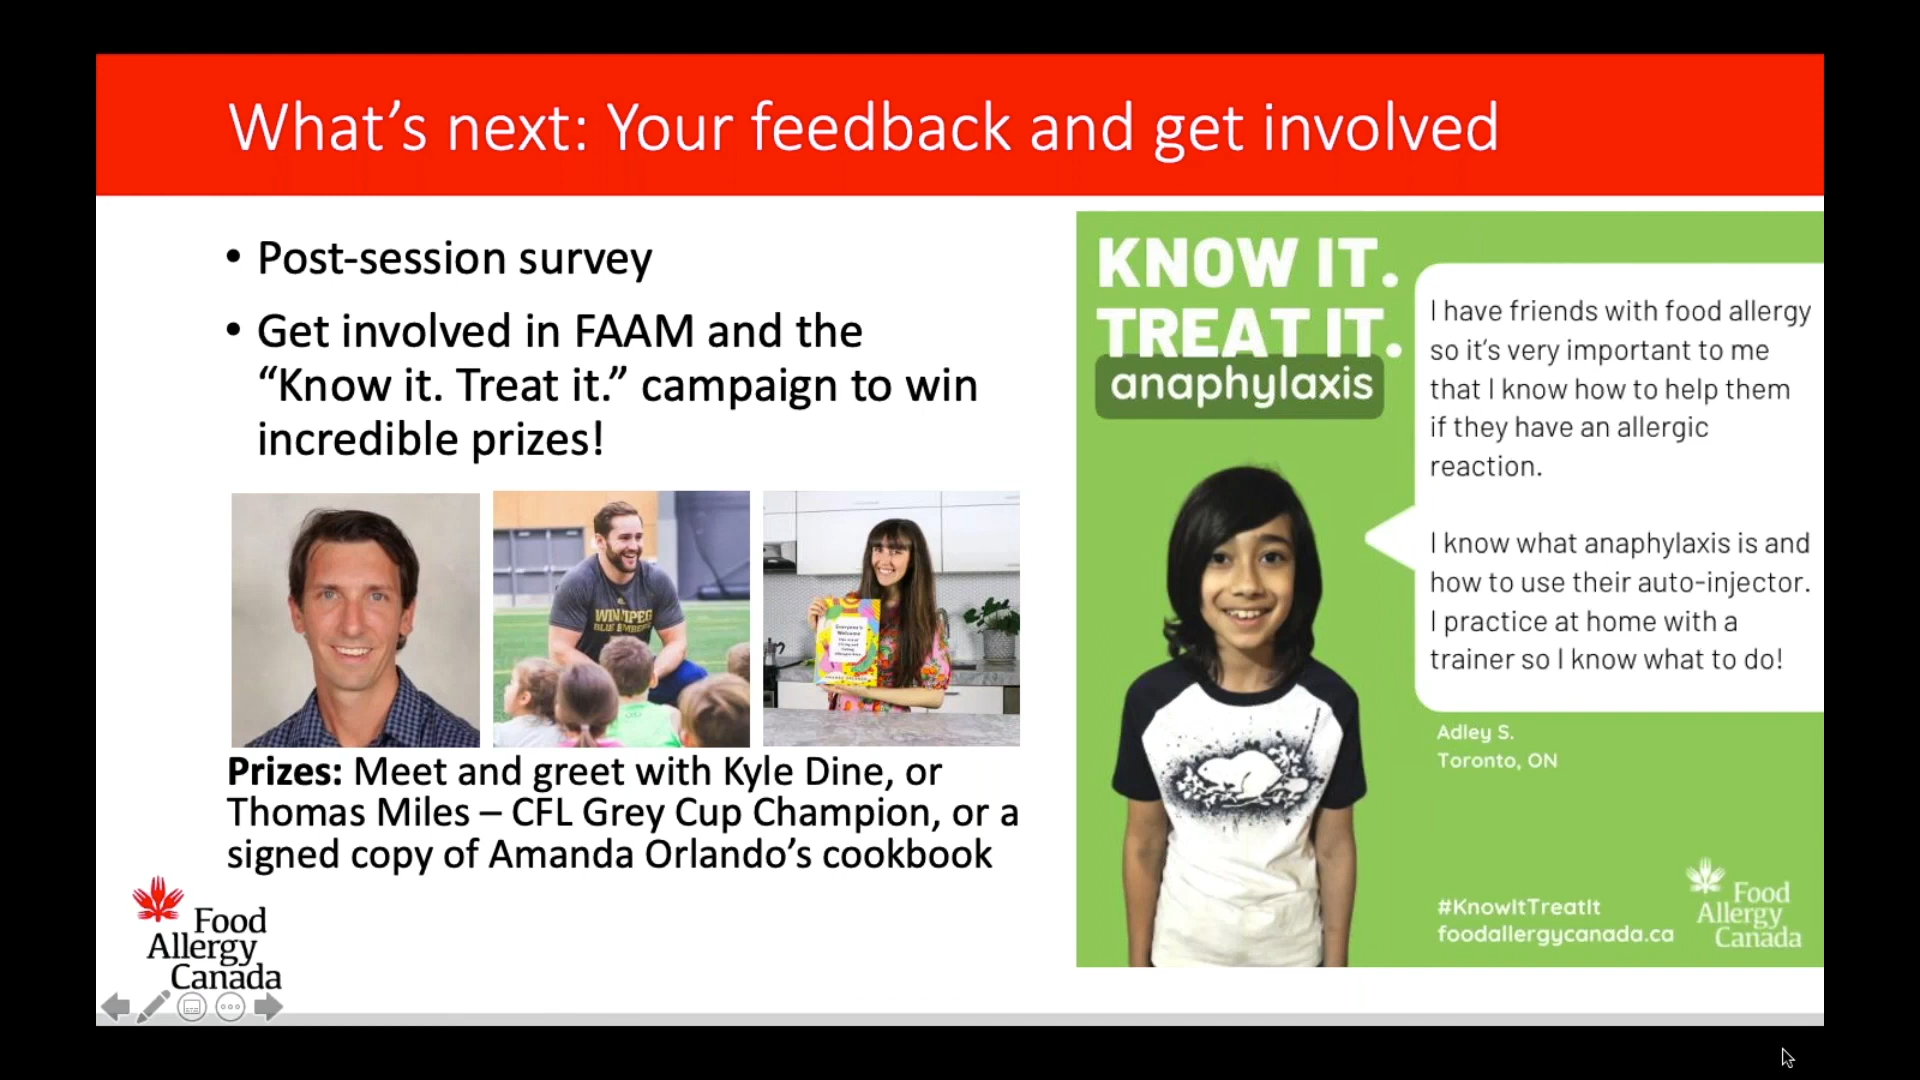 What’s next: Your feedback and get involved
• Post-session survey
• Get involved in FAAM and the
“Know it. Treat it.” campaign to win
incredible prizes!
WINNIPEG
BLUE BOMBERS
Everyone's
Welcome
Prizes: Meet and greet with Kyle Dine, or
Thomas Miles – CFL Grey Cup Champion, or a
signed copy of Amanda Orlando’s cookbook
Food
Allergy
Canada
KNOW IT.
TREAT IT.
anaphylaxis
I have friends with food allergy
so it’s very important to me
that I know how to help them
if they have an allergic
reaction.
I know what anaphylaxis is and
how to use their auto-injector.
I practice at home with a
trainer so I know what to do!
Adley S.
Toronto, ON
#KnowItTreatIt
foodallergycanada.ca
Food
Allergy
Canada